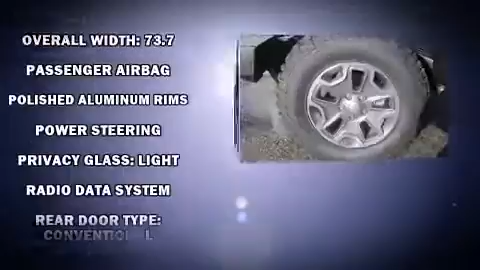 OVERALL WIDTH: 73.7
PASSENGER AIRBAG
POLISHED ALUMINUM RIMS
POWER STEERING
PRIVACY GLASS: LIGHT
RADIO DATA SYSTEM
REAR DOOR TYPE: